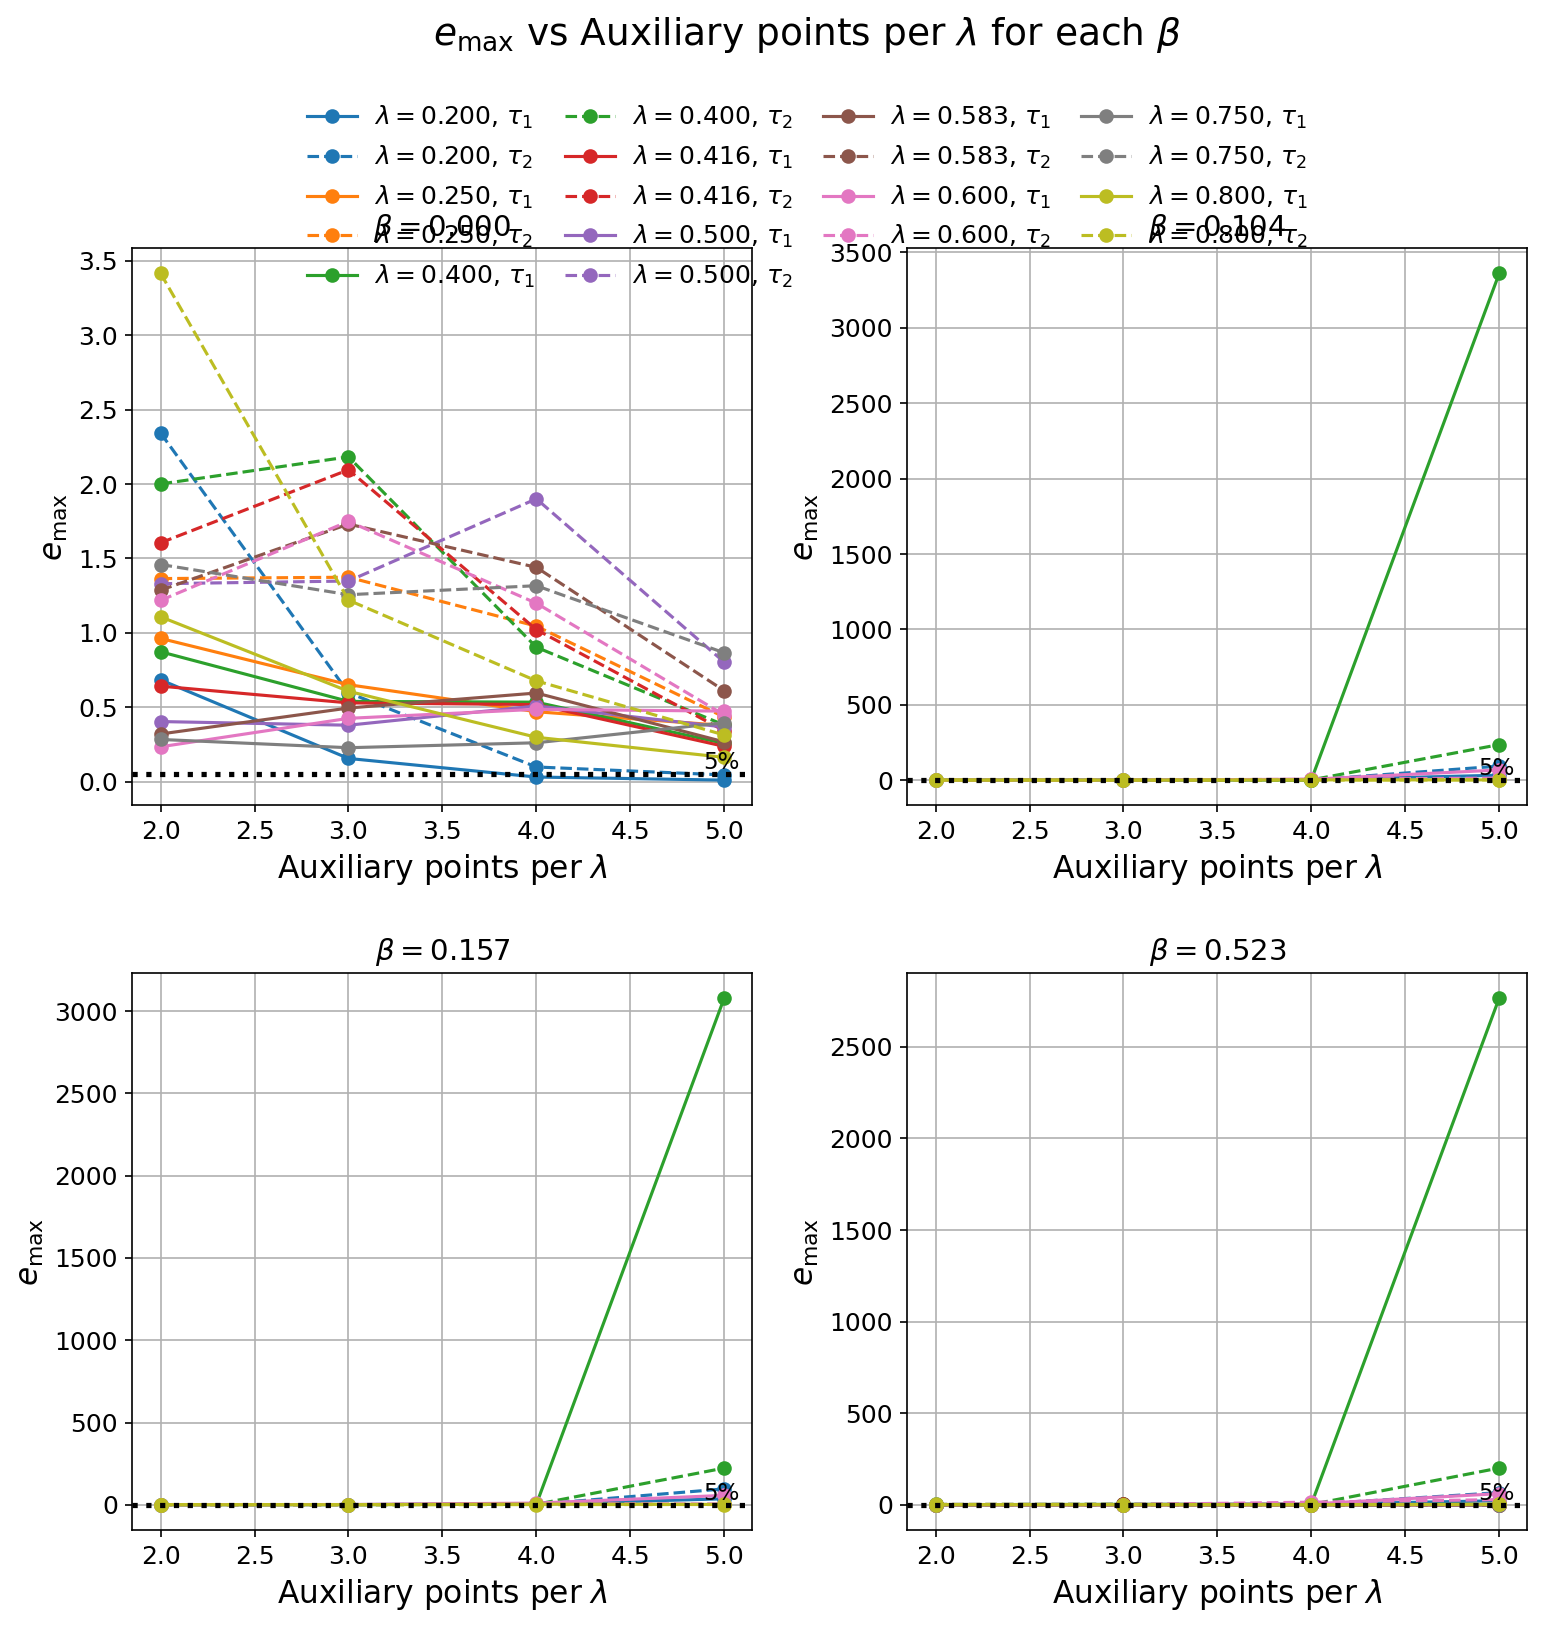 e_max vs Auxiliary points per λ for each β
λ = 0.200, τ₁ λ = 0.400, τ₂ λ = 0.583, τ₁ λ = 0.750, τ₁
λ = 0.200, τ₂ λ = 0.416, τ₁ λ = 0.583, τ₂ λ = 0.750, τ₂
λ = 0.250, τ₁ λ = 0.416, τ₂ λ = 0.600, τ₁ λ = 0.800, τ₁
λ = 0.250, τ₂ λ = 0.500, τ₁ λ = 0.600, τ₂ λ = 0.800, τ₂
λ = 0.400, τ₁ λ = 0.500, τ₂
β = 0.000
3.5
3.0
2.5
2.0
1.5
1.0
0.5
0.0
e_max
5%
2.0 2.5 3.0 3.5 4.0 4.5 5.0
Auxiliary points per λ
β = 0.104
3500
3000
2500
2000
1500
1000
500
0
e_max
5%
2.0 2.5 3.0 3.5 4.0 4.5 5.0
Auxiliary points per λ
β = 0.157
3000
2500
2000
1500
1000
500
0
e_max
5%
2.0 2.5 3.0 3.5 4.0 4.5 5.0
Auxiliary points per λ
β = 0.523
2500
2000
1500
1000
500
0
e_max
5%
2.0 2.5 3.0 3.5 4.0 4.5 5.0
Auxiliary points per λ